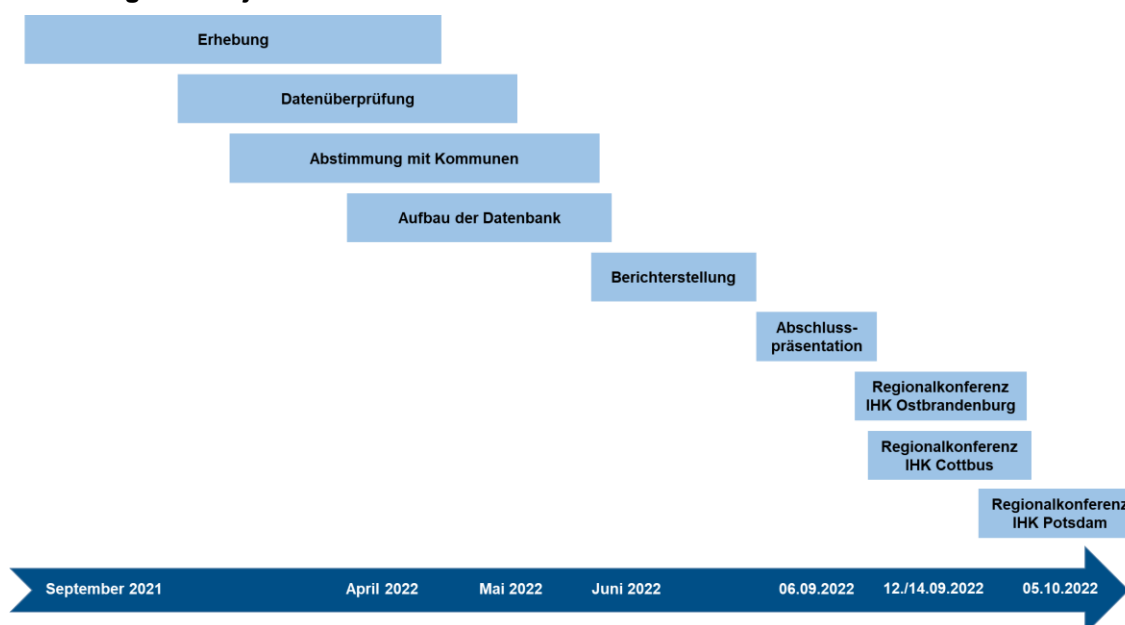 Erhebung
Datenüberprüfung
Abstimmung mit Kommunen
Aufbau der Datenbank
Berichterstellung
Abschluss-
präsentation
Regionalkonferenz
IHK Ostbrandenburg
Regionalkonferenz
IHK Cottbus
Regionalkonferenz
IHK Potsdam
September 2021 April 2022 Mai 2022 Juni 2022 06.09.2022 12./14.09.2022 05.10.2022